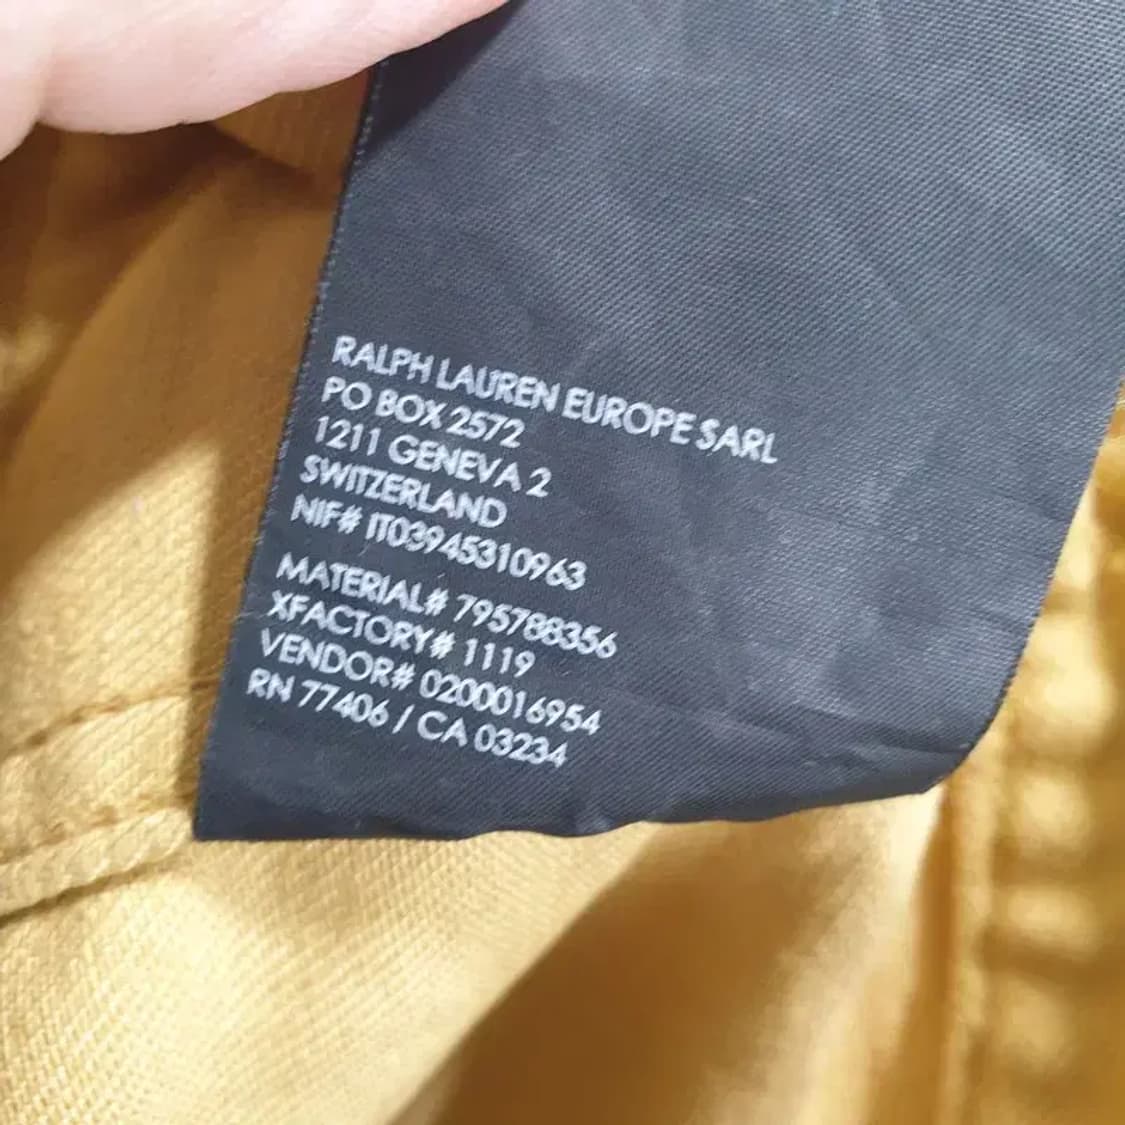 RALPH LAUREN EUROPE SARL
PO BOX 2572
1211 GENEVA 2
SWITZERLAND
NIF# IT03945310963
MATERIAL# 795788356
XFACTORY# 1119
VENDOR# 0200016954
RN 77406 / CA 03234